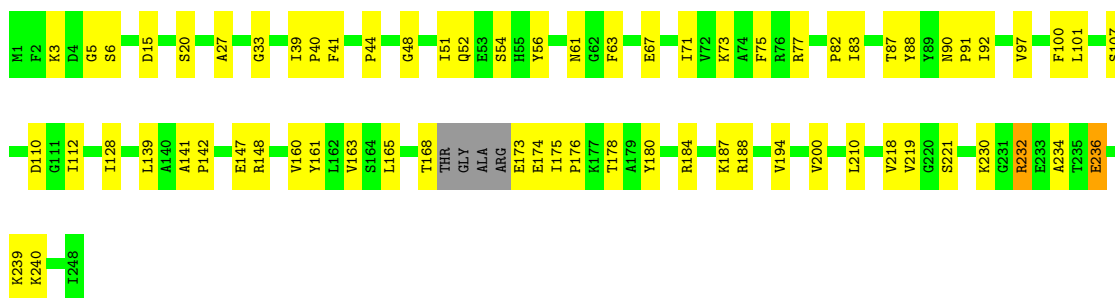 M1 F2 K3 D4 G5 S6 D15 S20 A27 G33 I39 P40 F41 P44 G48 I51 Q52 E53 S54 H55 Y56 N61 G62 F63 E67 I71 V72 K73 A74 F75 R76 R77 P82 I83 T87 Y88 Y89 N90 P91 I92 V97 F100 L101 S107
D110 G111 I112 I128 L139 A140 A141 P142 E147 R148 V160 Y161 L162 V163 S164 L165 T168 THR GLY ALA ARG E173 E174 I175 P176 K177 T178 A179 Y180 R184 K187 R188 V194 V200 L210 V218 V219 G220 S221 K230 G231 R232 E233 A234 T235 E236
K239 K240 I248